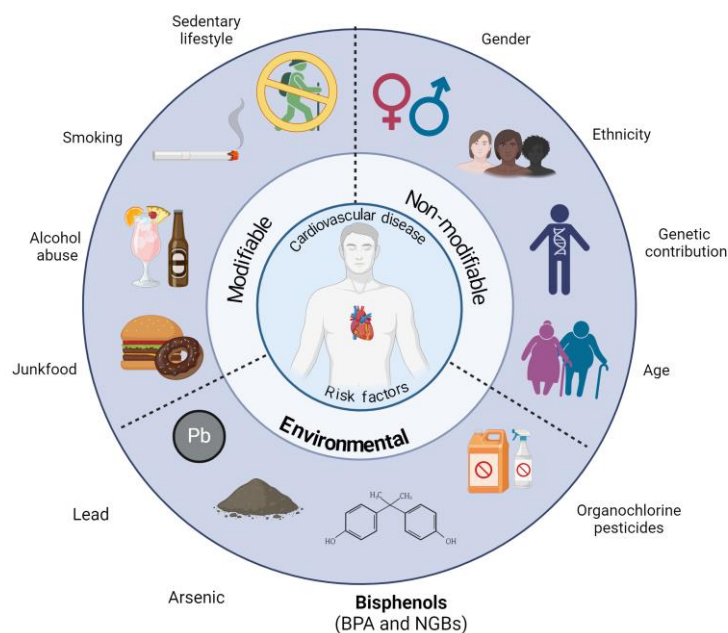 Sedentary
lifestyle
Gender
Smoking
Ethnicity
Alcohol
abuse
Genetic
contribution
Junkfood
Age
Modifiable
Non-modifiable
Cardiovascular disease
Risk factors
Environmental
Pb
H₃C
CH₃
HO
OH
Lead
Organochlorine
pesticides
Arsenic
Bisphenols
(BPA and NGBs)